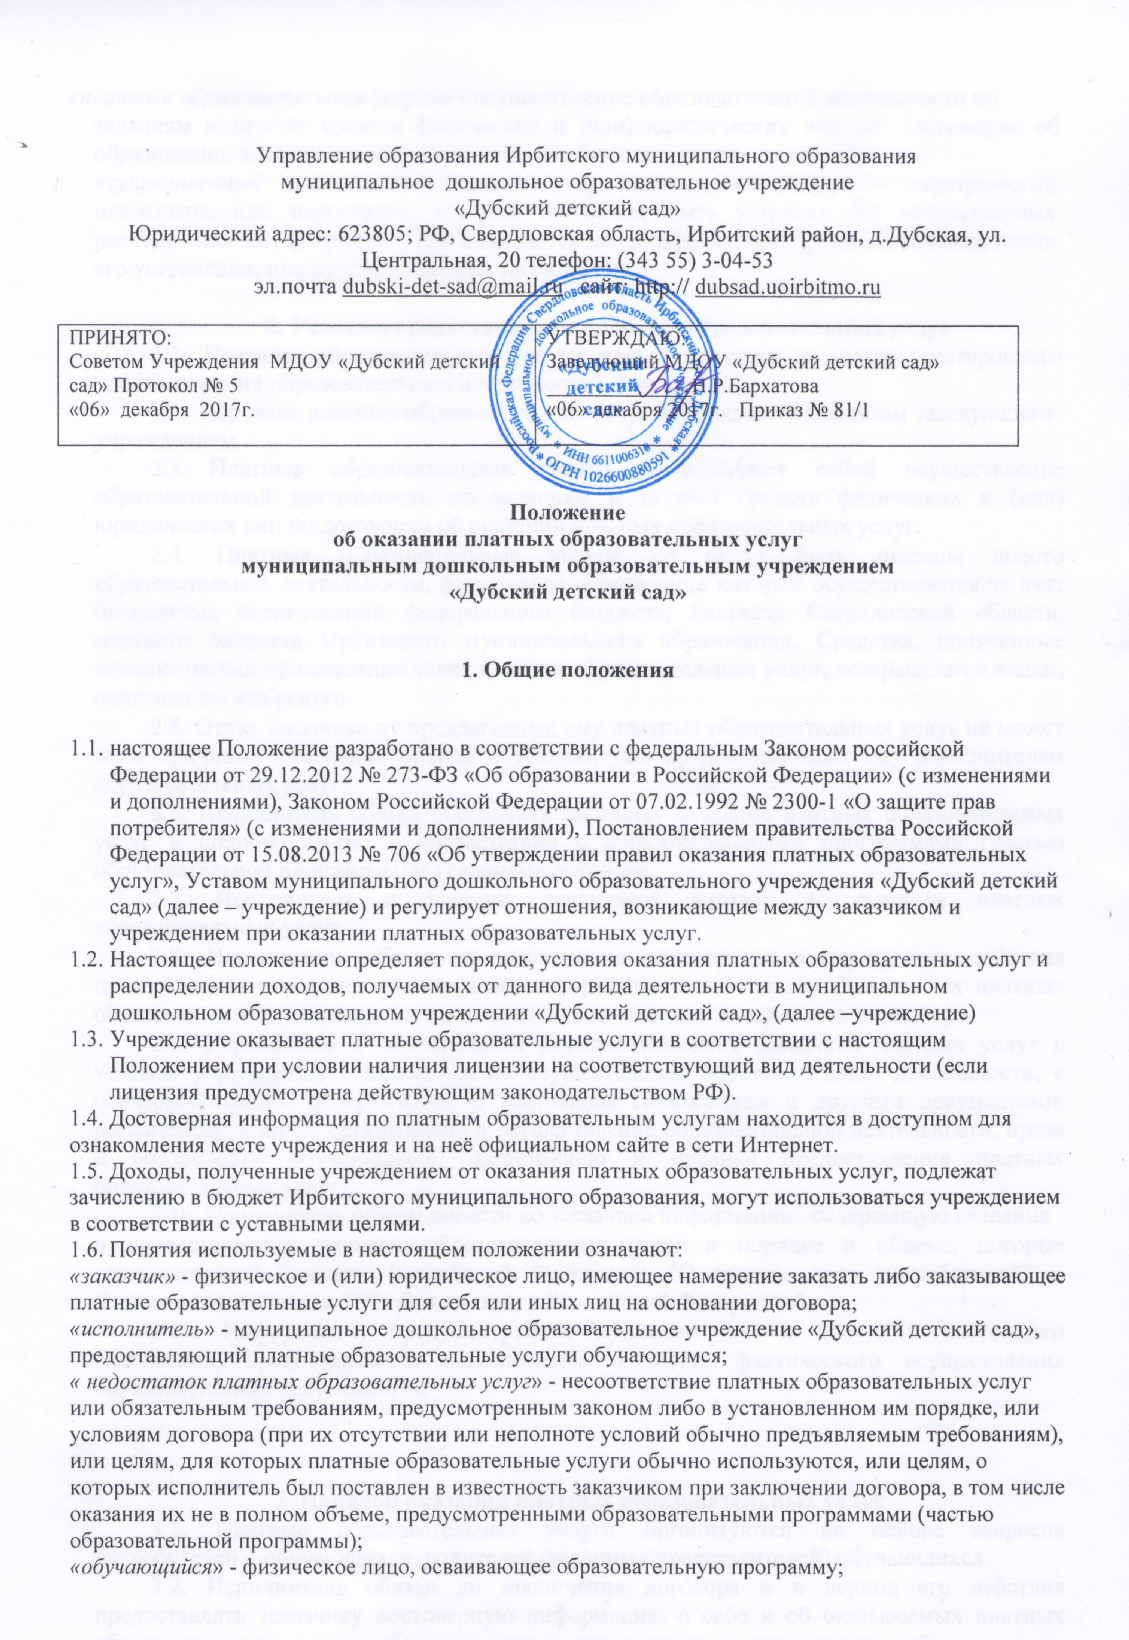 Управление образования Ирбитского муниципального образования
муниципальное дошкольное образовательное учреждение
«Дубский детский сад»
Юридический адрес: 623805; РФ, Свердловская область, Ирбитский район, д.Дубская, ул.
Центральная, 20 телефон: (343 55) 3-04-53
эл.почта dubski-det-sad@mail.ru сайт: http:// dubsad.uoirbitmo.ru
ПРИНЯТО:
Советом Учреждения МДОУ «Дубский детский
сад» Протокол № 5
«06» декабря 2017г.
УТВЕРЖДАЮ:
Заведующий МДОУ «Дубский детский сад»
Н.Р.Бархатова
«06» декабря 2017г. Приказ № 81/1
«Дубский
детский
сад»
ИНН 6611006310
ОГРН 1026600880591
Положение
об оказании платных образовательных услуг
муниципальным дошкольным образовательным учреждением
«Дубский детский сад»
1. Общие положения
1.1. настоящее Положение разработано в соответствии с федеральным Законом российской
Федерации от 29.12.2012 № 273-ФЗ «Об образовании в Российской Федерации» (с изменениями
и дополнениями), Законом Российской Федерации от 07.02.1992 № 2300-1 «О защите прав
потребителя» (с изменениями и дополнениями), Постановлением правительства Российской
Федерации от 15.08.2013 № 706 «Об утверждении правил оказания платных образовательных
услуг», Уставом муниципального дошкольного образовательного учреждения «Дубский детский
сад» (далее – учреждение) и регулирует отношения, возникающие между заказчиком и
учреждением при оказании платных образовательных услуг.
1.2. Настоящее положение определяет порядок, условия оказания платных образовательных услуг и
распределении доходов, получаемых от данного вида деятельности в муниципальном
дошкольном образовательном учреждении «Дубский детский сад», (далее –учреждение)
1.3. Учреждение оказывает платные образовательные услуги в соответствии с настоящим
Положением при условии наличия лицензии на соответствующий вид деятельности (если
лицензия предусмотрена действующим законодательством РФ).
1.4. Достоверная информация по платным образовательным услугам находится в доступном для
ознакомления месте учреждения и на её официальном сайте в сети Интернет.
1.5. Доходы, полученные учреждением от оказания платных образовательных услуг, подлежат
зачислению в бюджет Ирбитского муниципального образования, могут использоваться учреждением
в соответствии с уставными целями.
1.6. Понятия используемые в настоящем положении означают:
«заказчик» - физическое и (или) юридическое лицо, имеющее намерение заказать либо заказывающее
платные образовательные услуги для себя или иных лиц на основании договора;
«исполнитель» - муниципальное дошкольное образовательное учреждение «Дубский детский сад»,
предоставляющий платные образовательные услуги обучающимся;
« недостаток платных образовательных услуг» - несоответствие платных образовательных услуг
или обязательным требованиям, предусмотренным законом либо в установленном им порядке, или
условиям договора (при их отсутствии или неполноте условий обычно предъявляемым требованиям),
или целям, для которых платные образовательные услуги обычно используются, или целям, о
которых исполнитель был поставлен в известность заказчиком при заключении договора, в том числе
оказания их не в полном объеме, предусмотренными образовательными программами (частью
образовательной программы);
«обучающийся» - физическое лицо, осваивающее образовательную программу;